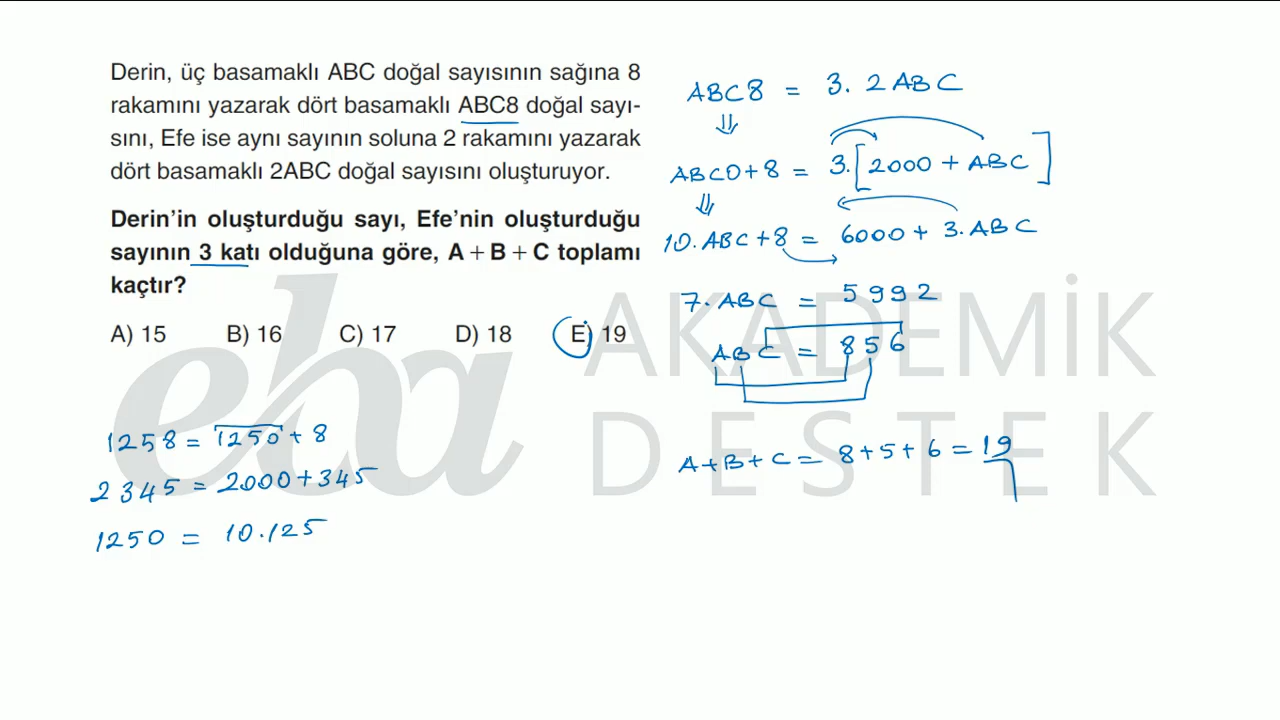 Derin, üç basamaklı ABC doğal sayısının sağına 8
rakamını yazarak dört basamaklı ABC8 doğal sayı-
sını, Efe ise aynı sayının soluna 2 rakamını yazarak
dört basamaklı 2ABC doğal sayısını oluşturuyor.
Derin'in oluşturduğu sayı, Efe'nin oluşturduğu
sayının 3 katı olduğuna göre, A+B+C toplamı
kaçtır?
A) 15 B) 16 C) 17 D) 18 E) 19
1258 = 1250 + 8
2345 = 2000+345
1250 = 10.125
ABC8 = 3. 2ABC
⇓
ABC0+8 = 3.[2000 + ABC]
⇓
10.ABC+8 = 6000 + 3.ABC
7.ABC = 5992
ABC = 856
A+B+C = 8+5+6 = 19
eba AKADEMİK
DESTEK